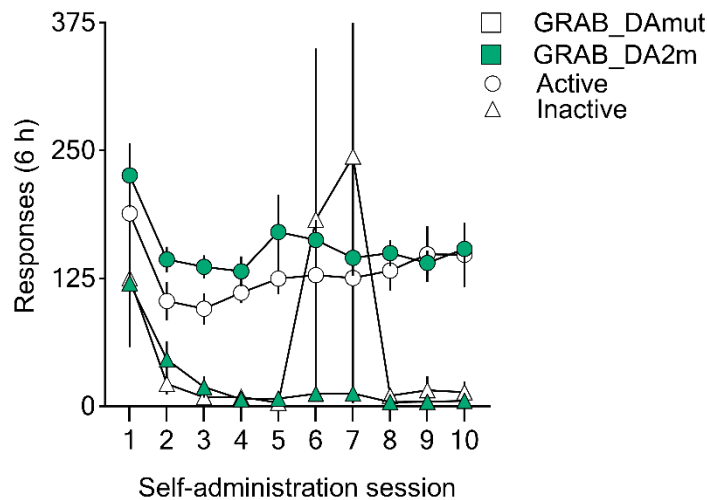 375
250
125
0
Responses (6 h)
1 2 3 4 5 6 7 8 9 10
Self-administration session
GRAB_DAmut
GRAB_DA2m
Active
Inactive